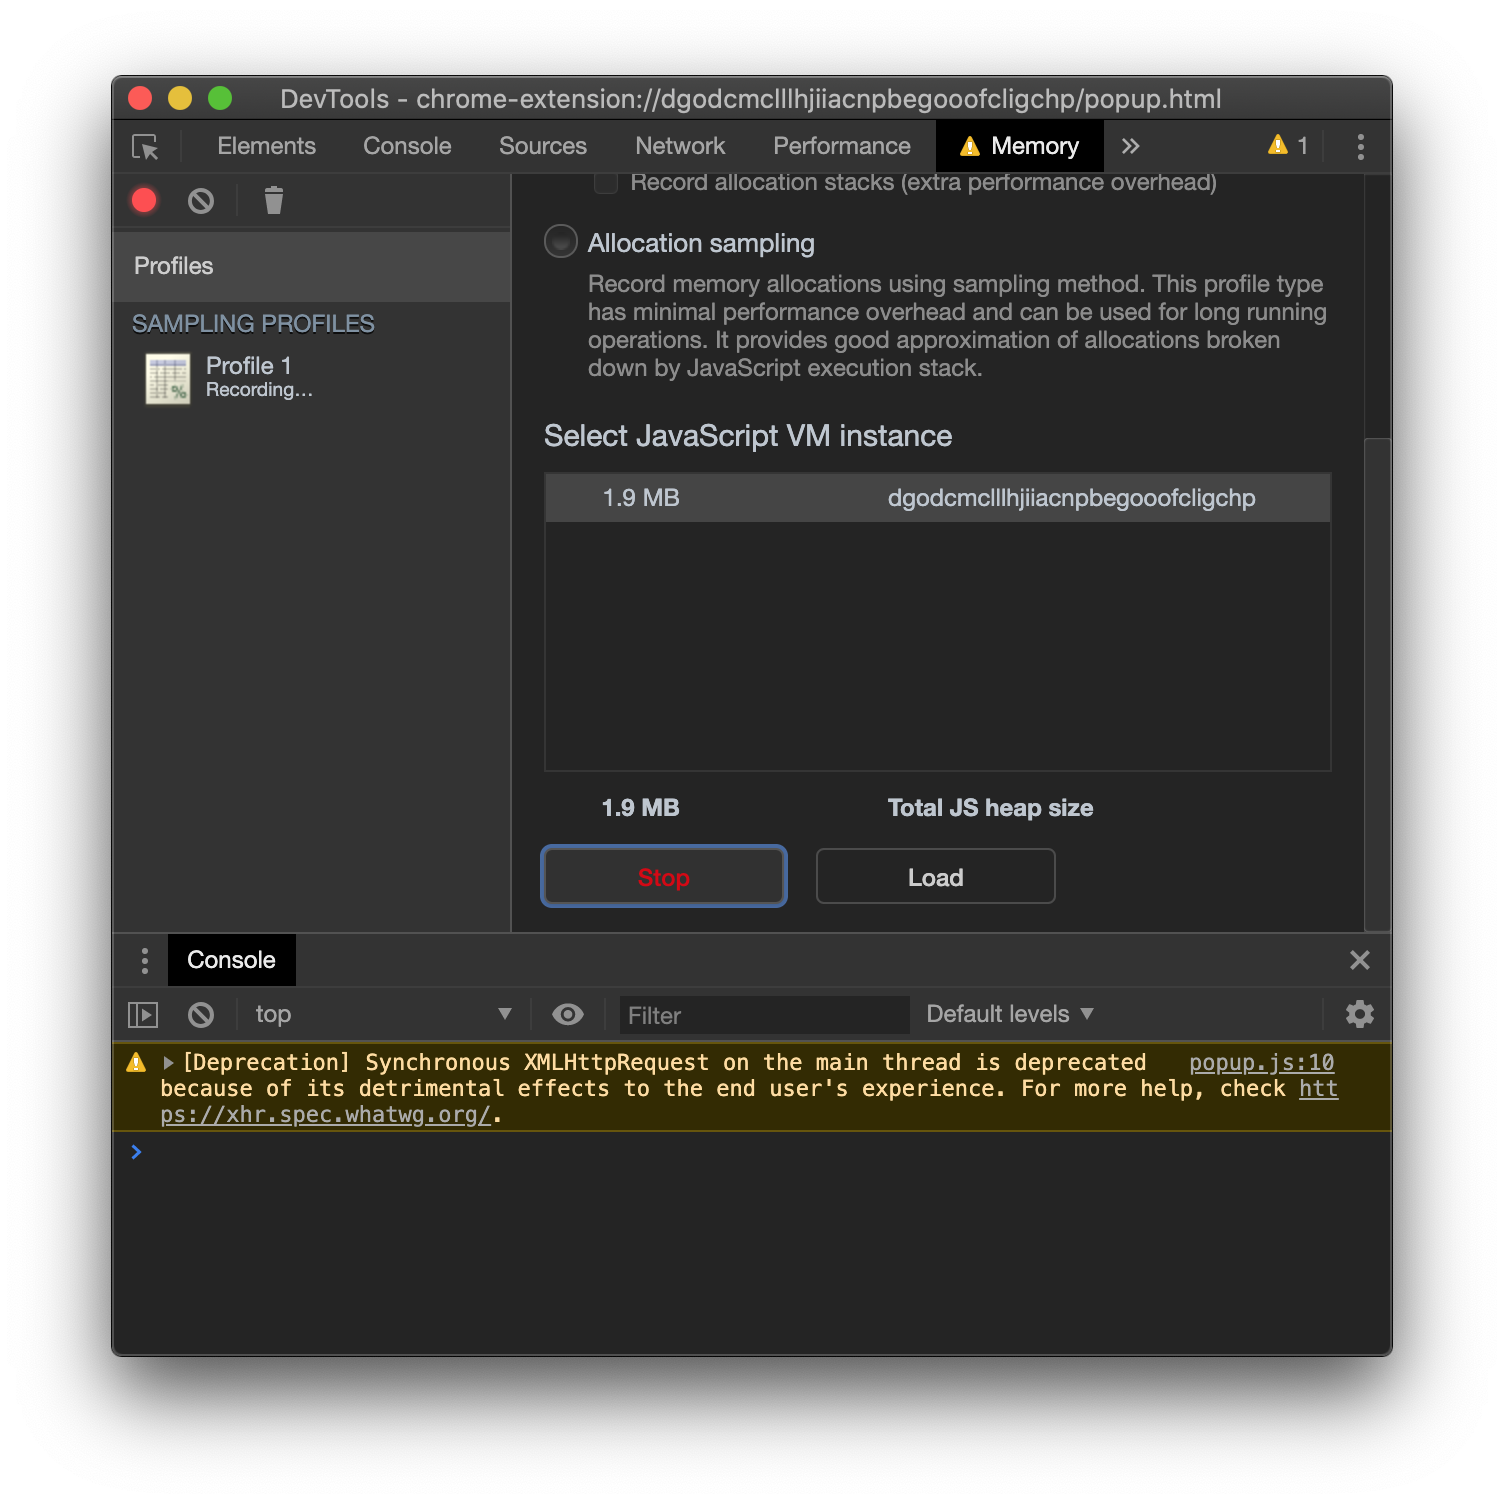 DevTools - chrome-extension://dgodcmclllhjiiacnpbegooofcligchp/popup.html
Elements Console Sources Network Performance Memory » 1
Record allocation stacks (extra performance overhead)
Profiles
SAMPLING PROFILES
Profile 1
Recording…
Allocation sampling
Record memory allocations using sampling method. This profile type
has minimal performance overhead and can be used for long running
operations. It provides good approximation of allocations broken
down by JavaScript execution stack.
Select JavaScript VM instance
1.9 MB dgodcmclllhjiiacnpbegooofcligchp
1.9 MB Total JS heap size
Stop Load
Console
top Filter Default levels
[Deprecation] Synchronous XMLHttpRequest on the main thread is deprecated popup.js:10
because of its detrimental effects to the end user's experience. For more help, check htt
ps://xhr.spec.whatwg.org/.